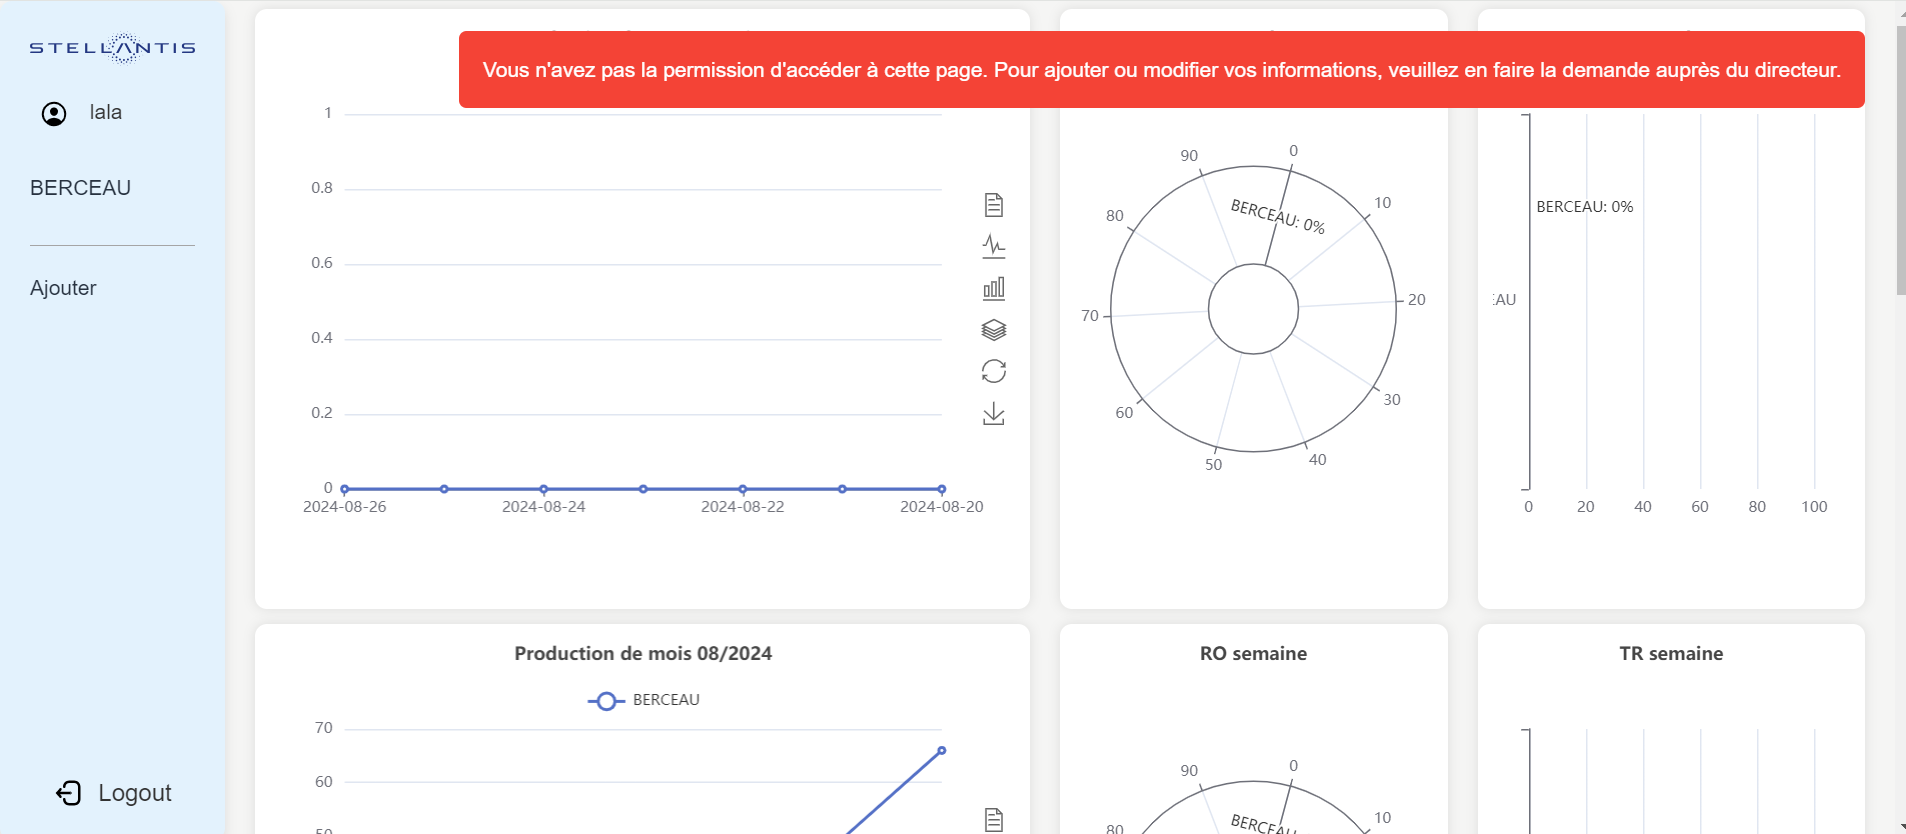 STELLANTIS
lala
BERCEAU
Ajouter
Logout
Vous n'avez pas la permission d'accéder à cette page. Pour ajouter ou modifier vos informations, veuillez en faire la demande auprès du directeur.
1
0.8
0.6
0.4
0.2
0
2024-08-26 2024-08-24 2024-08-22 2024-08-20
0
10
20
30
40
50
60
70
80
90
BERCEAU: 0%
BERCEAU: 0%
EAU
0 20 40 60 80 100
Production de mois 08/2024
BERCEAU
70
60
50
RO semaine
90
0
10
80
BERCEAU
TR semaine